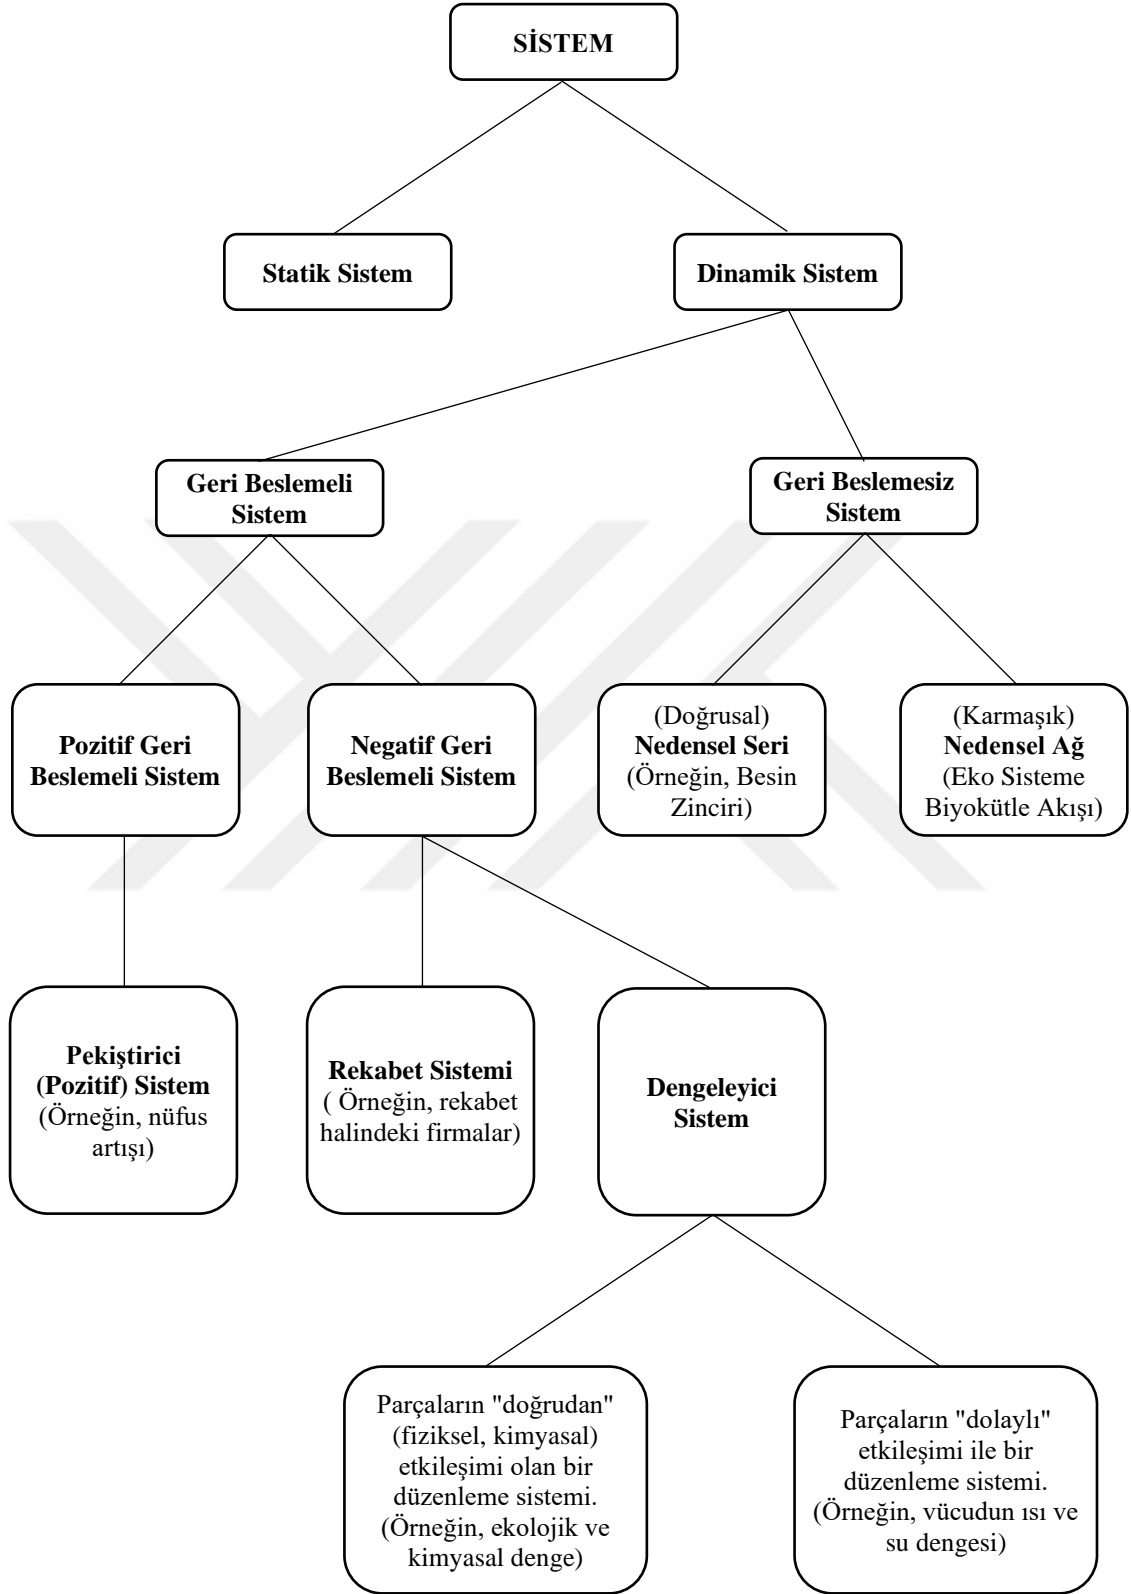 SİSTEM
Statik Sistem
Dinamik Sistem
Geri Beslemeli
Sistem
Geri Beslemesiz
Sistem
Pozitif Geri
Beslemeli Sistem
Negatif Geri
Beslemeli Sistem
(Doğrusal)
Nedensel Seri
(Örneğin, Besin
Zinciri)
(Karmaşık)
Nedensel Ağ
(Eko Sisteme
Biyokütle Akışı)
Pekiştirici
(Pozitif) Sistem
(Örneğin, nüfus
artışı)
Rekabet Sistemi
( Örneğin, rekabet
halindeki firmalar)
Dengeleyici
Sistem
Parçaların "doğrudan"
(fiziksel, kimyasal)
etkileşimi olan bir
düzenleme sistemi.
(Örneğin, ekolojik ve
kimyasal denge)
Parçaların "dolaylı"
etkileşimi ile bir
düzenleme sistemi.
(Örneğin, vücudun ısı ve
su dengesi)